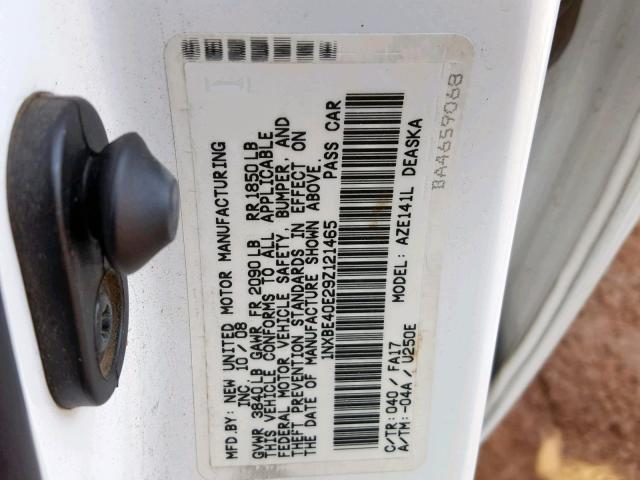 MFD.BY: NEW UNITED MOTOR MANUFACTURING
INC. 10/08
GVWR 3840LB GAWR FR 2090LB RR 1850LB
THIS VEHICLE CONFORMS TO ALL APPLICABLE
FEDERAL MOTOR VEHICLE SAFETY, BUMPER, AND
THEFT PREVENTION STANDARDS IN EFFECT ON
THE DATE OF MANUFACTURE SHOWN ABOVE.
1NXBE40E29Z121465 PASS CAR
C/TR: 040 / FA17 MODEL: AZE141L DEASKA
A/TM: -04A / U250E
BA4659068